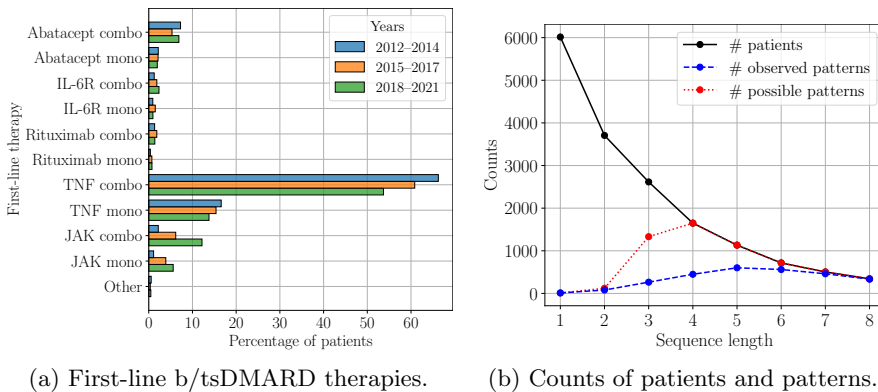 First-line therapy
Abatacept combo
Abatacept mono
IL-6R combo
IL-6R mono
Rituximab combo
Rituximab mono
TNF combo
TNF mono
JAK combo
JAK mono
Other
Years
2012–2014
2015–2017
2018–2021
0 10 20 30 40 50 60
Percentage of patients
(a) First-line b/tsDMARD therapies.
Counts
6000
5000
4000
3000
2000
1000
0
# patients
# observed patterns
# possible patterns
1 2 3 4 5 6 7 8
Sequence length
(b) Counts of patients and patterns.